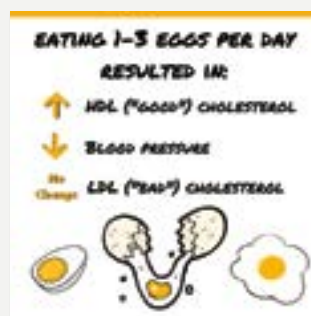 EATING 1-3 EGGS PER DAY
RESULTED IN:
HDL ("GOOD") CHOLESTEROL
BLOOD PRESSURE
No
Change
LDL ("BAD") CHOLESTEROL